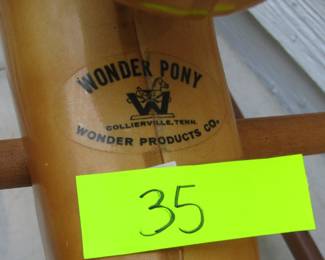 WONDER PONY
W
COLLIERVILLE, TENN.
WONDER PRODUCTS CO.
35